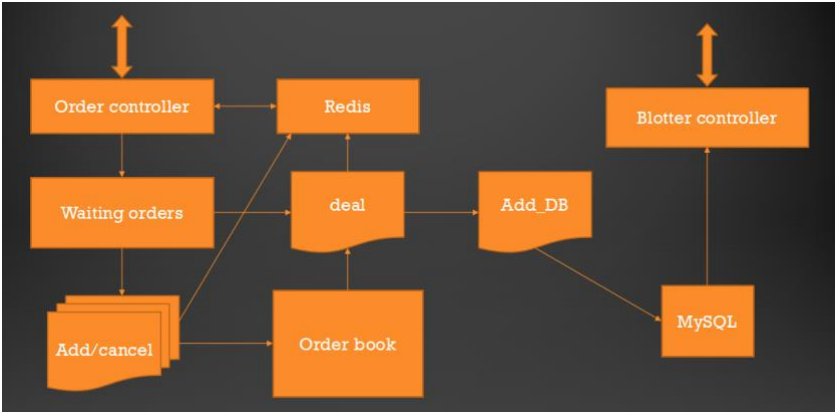 Order controller
Redis
Blotter controller
Waiting orders
deal
Add_DB
MySQL
Add/cancel
Order book